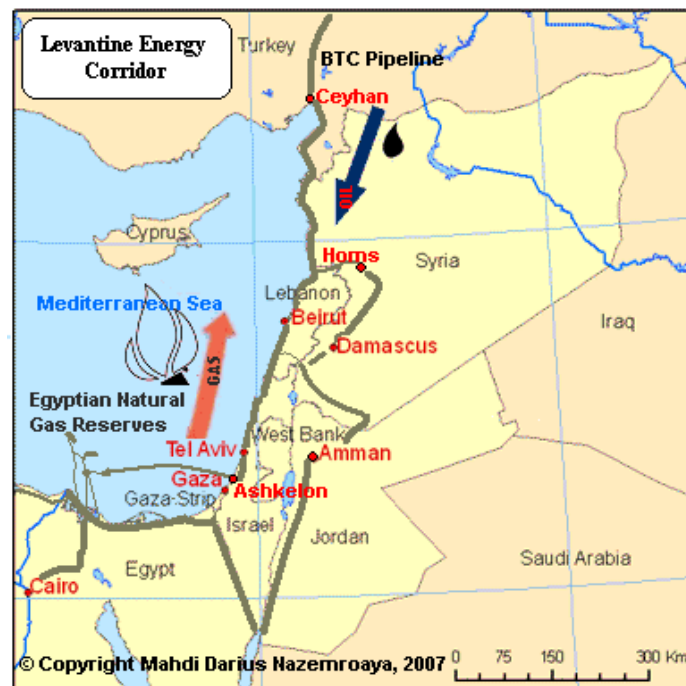 Levantine Energy
Corridor
Turkey
BTC Pipeline
Ceyhan
OIL
Cyprus
Homs
Syria
Lebanon
Mediterranean Sea
Beirut
Iraq
Damascus
GAS
Egyptian Natural
Gas Reserves
West Bank
Tel Aviv
Amman
Gaza
Ashkelon
Gaza-Strip
Israel
Jordan
Saudi Arabia
Egypt
Cairo
© Copyright Mahdi Darius Nazemroaya, 2007
0 75 150 300 Km